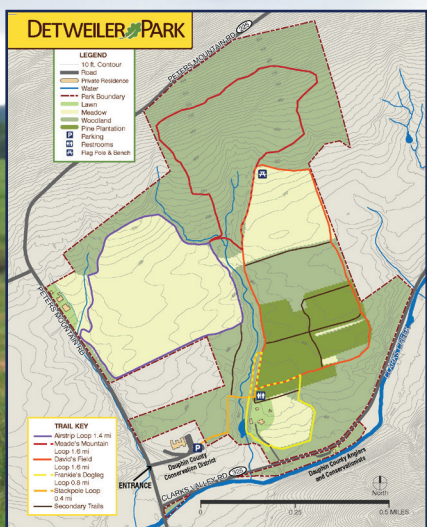 DETWEILER PARK
LEGEND
10 ft. Contour
Road
Private Residence
Water
Park Boundary
Lawn
Meadow
Woodland
Pine Plantation
P Parking
Restrooms
Flag Pole & Bench
PETERS MOUNTAIN RD
225
PETERS MOUNTAIN RD
TRAIL KEY
Airstrip Loop 1.4 mi
Meade's Mountain
Loop 1.6 mi
David's Field
Loop 1.6 mi
Frankie's Dogleg
Loop 0.8 mi
Stackpole Loop
0.4 mi
Secondary Trails
P
Dauphin County
Conservation District
ENTRANCE
CLARKS VALLEY RD
325
Dauphin County Anglers
and Conservationists
North
0
0.25
0.5 MILES